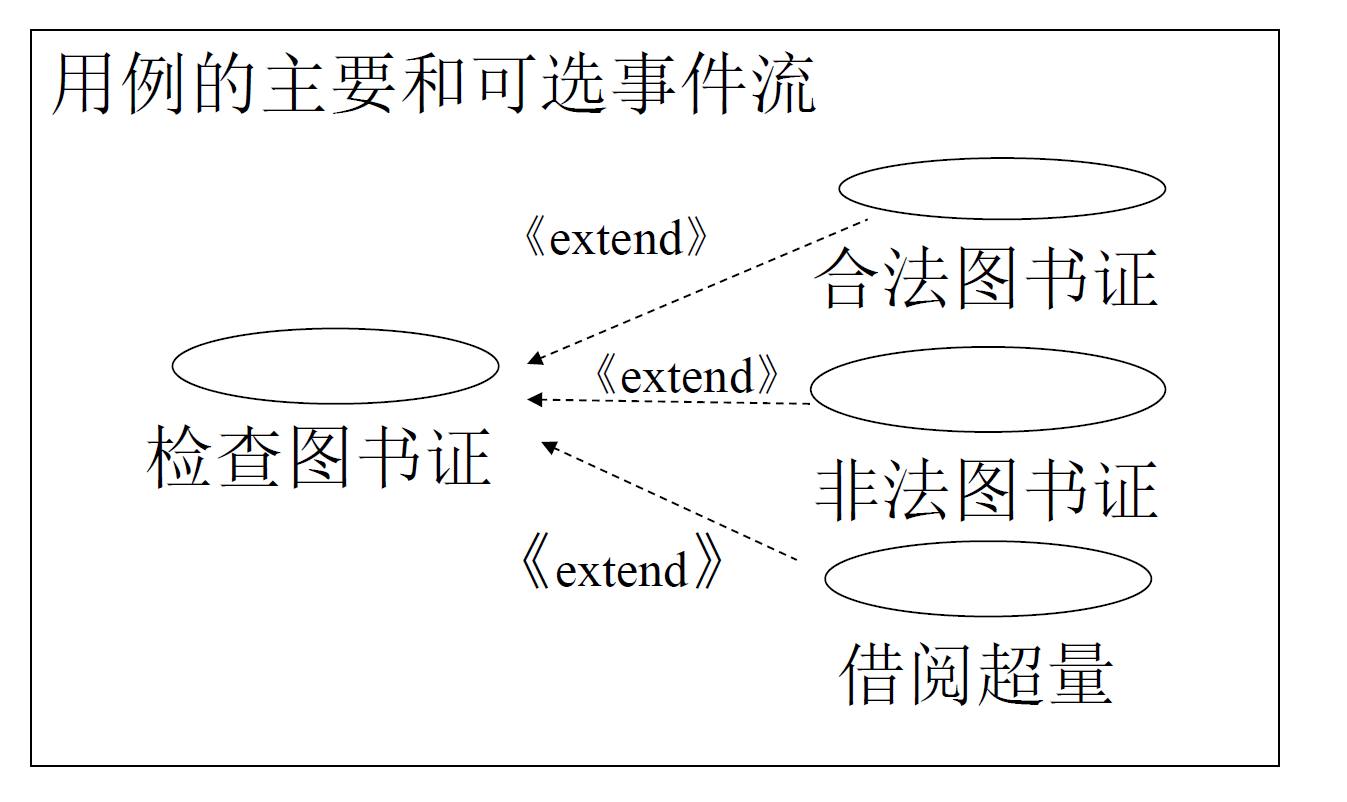 用例的主要和可选事件流
《extend》
合法图书证
《extend》
检查图书证
非法图书证
《extend》
借阅超量